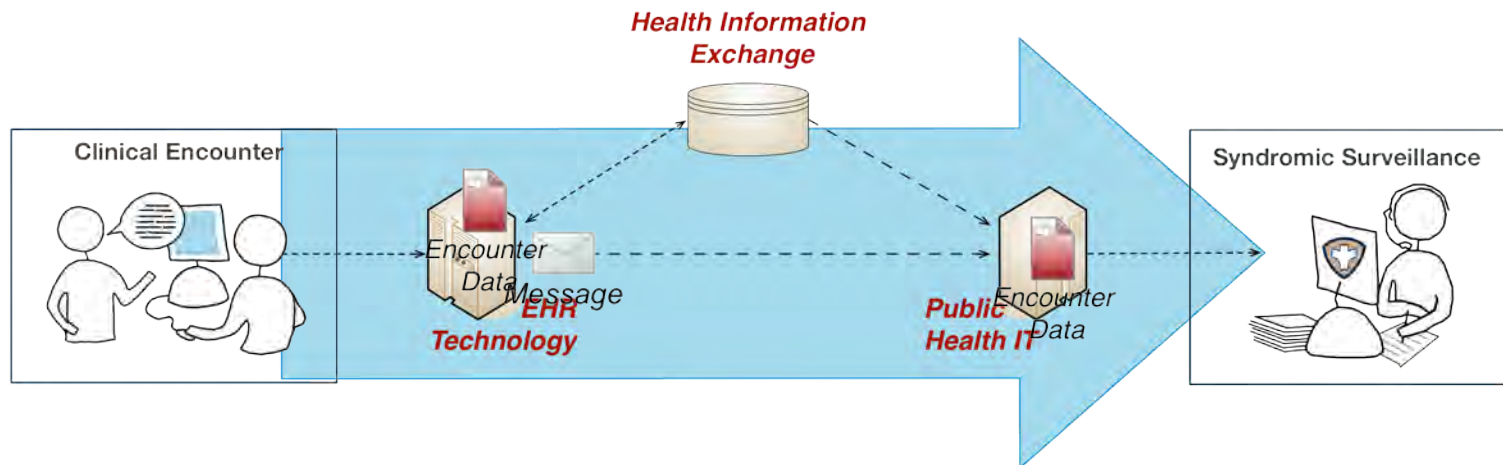 Health Information
Exchange
Clinical Encounter
Syndromic Surveillance
Encounter
Data
Message
EHR
Technology
Public
Health IT
Encounter
Data